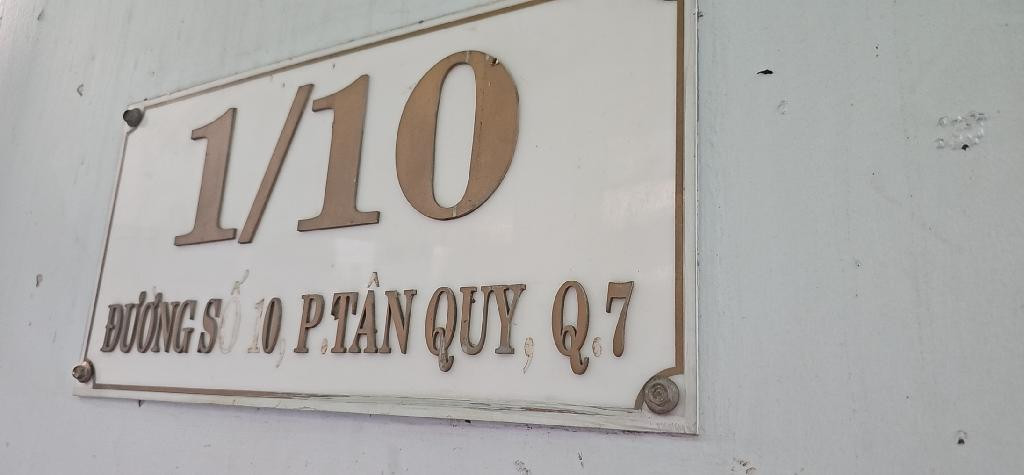 1/10
ĐƯỜNG SỐ 10, P.TÂN QUY, Q.7